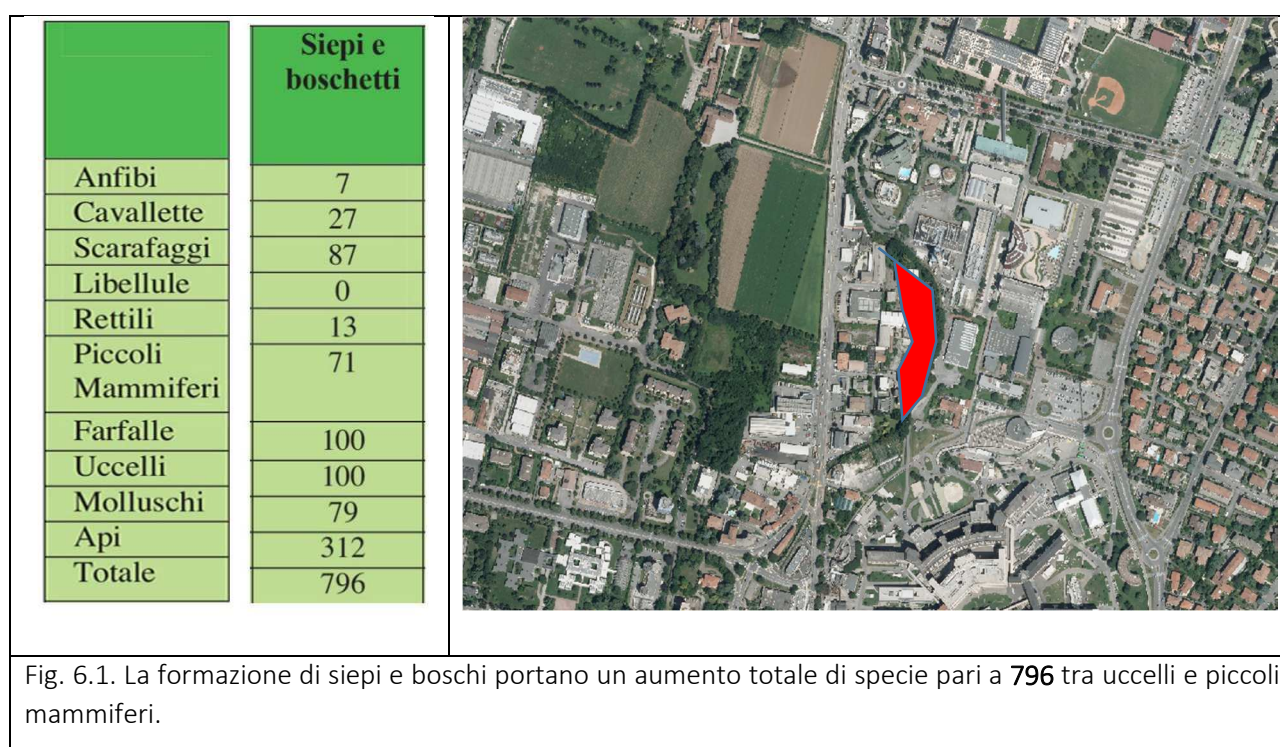 Siepi e
boschetti
Anfibi 7
Cavallette 27
Scarafaggi 87
Libellule 0
Rettili 13
Piccoli 71
Mammiferi
Farfalle 100
Uccelli 100
Molluschi 79
Api 312
Totale 796
Fig. 6.1. La formazione di siepi e boschi portano un aumento totale di specie pari a 796 tra uccelli e piccoli
mammiferi.